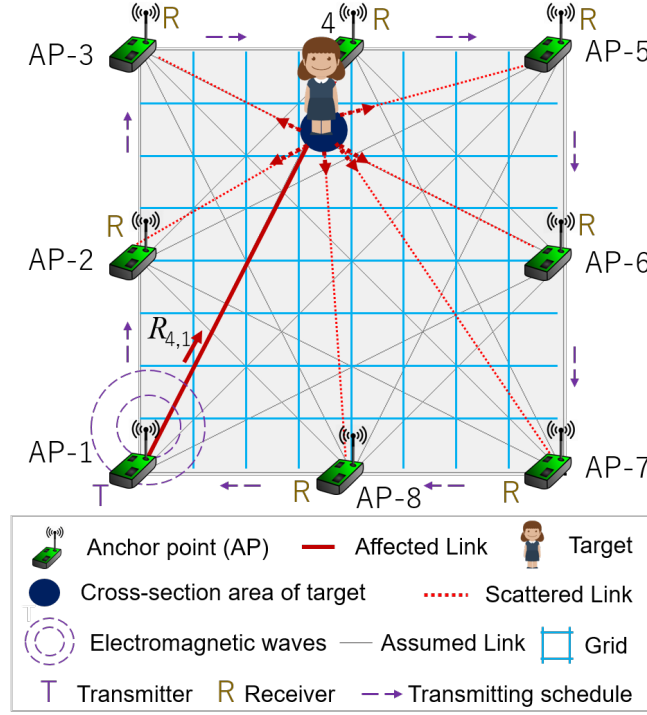 R
4
R
R
AP-3
AP-5
R
R
AP-2
AP-6
R4,1
AP-1
AP-7
T
R
AP-8
R
Anchor point (AP)
Affected Link
Target
Cross-section area of target
Scattered Link
T
Electromagnetic waves
Assumed Link
Grid
T
Transmitter
R
Receiver
Transmitting schedule